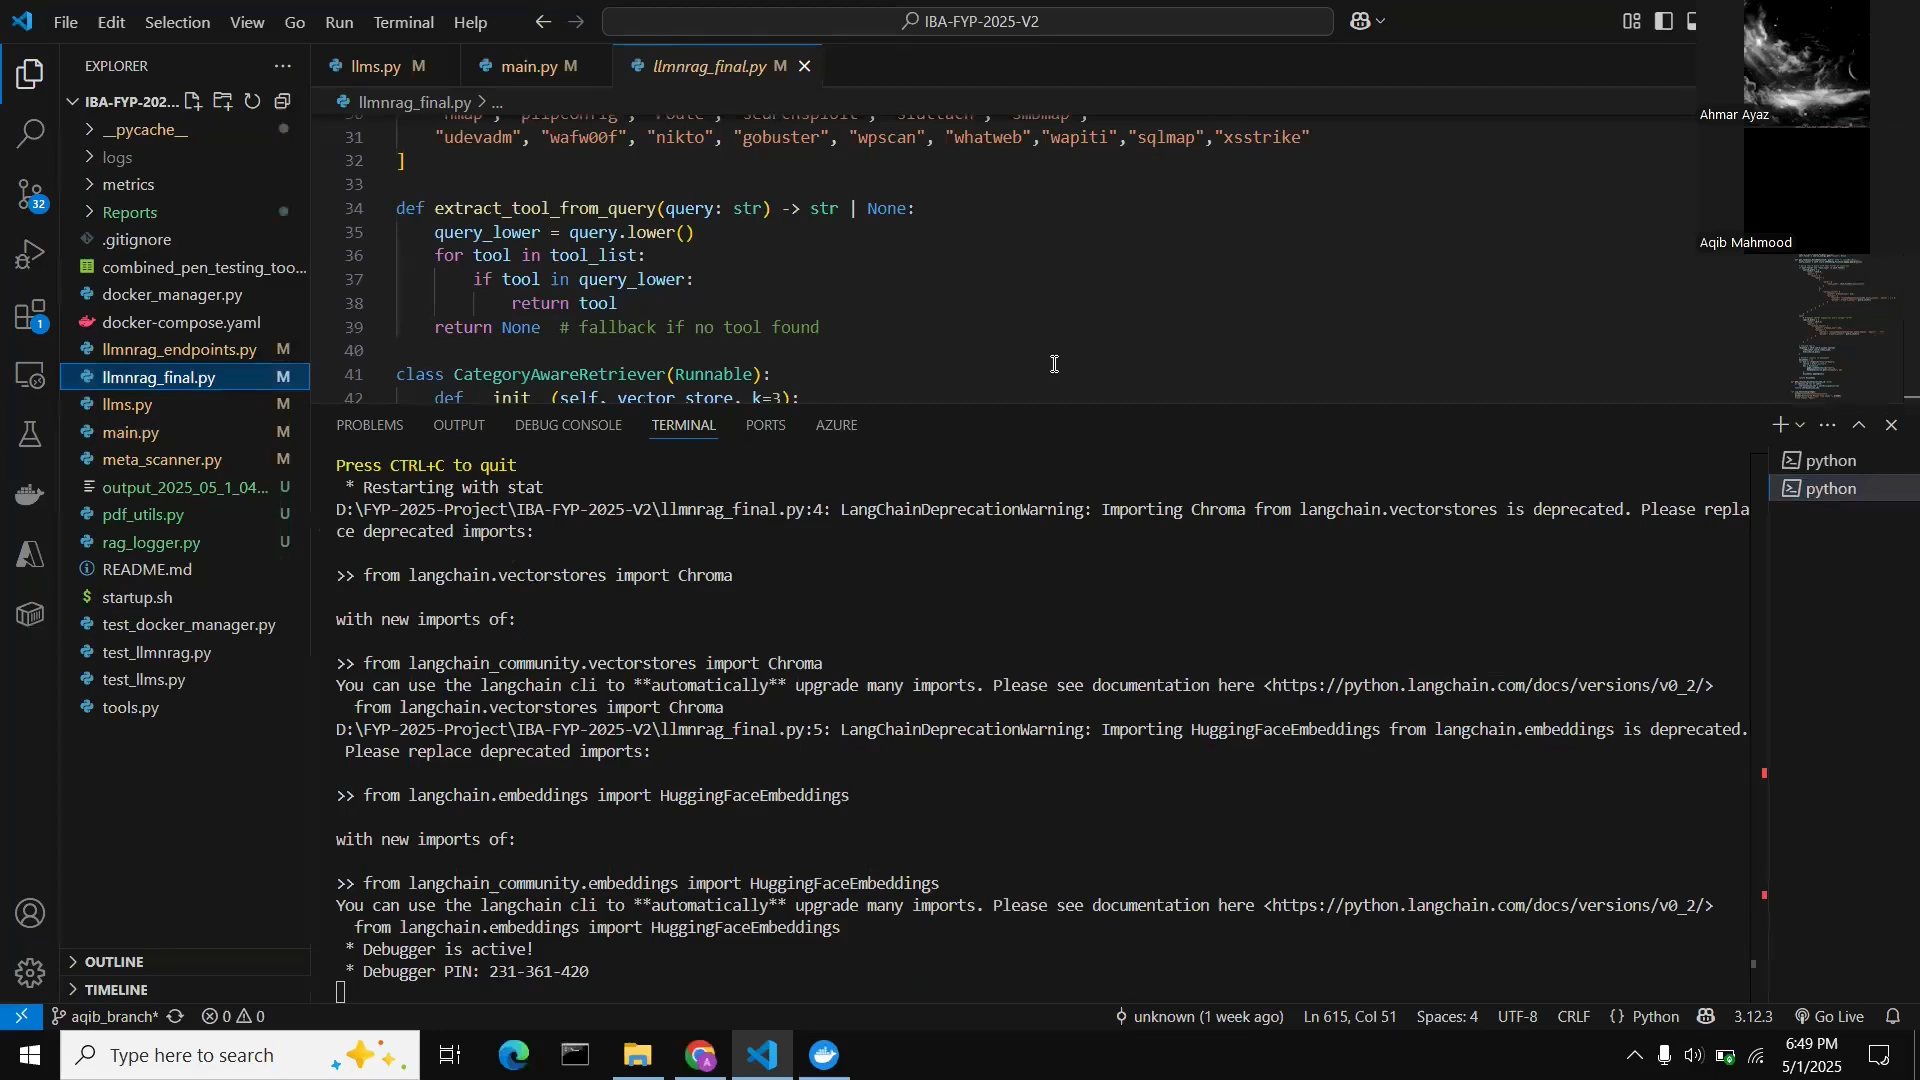 File Edit Selection View Go Run Terminal Help
IBA-FYP-2025-V2
EXPLORER
IBA-FYP-202...
__pycache__
logs
metrics
Reports
.gitignore
combined_pen_testing_too...
docker_manager.py
docker-compose.yaml
llmnrag_endpoints.py M
llmnrag_final.py M
llms.py M
main.py M
meta_scanner.py M
output_2025_05_1_04... U
pdf_utils.py U
rag_logger.py U
README.md
startup.sh
test_docker_manager.py
test_llmnrag.py
test_llms.py
tools.py
OUTLINE
TIMELINE
32
1
llms.py M
main.py M
llmnrag_final.py M
llmnrag_final.py > ...
31 "udevadm", "wafw00f", "nikto", "gobuster", "wpscan", "whatweb","wapiti","sqlmap","xsstrike"
32 ]
33
34 def extract_tool_from_query(query: str) -> str | None:
35 query_lower = query.lower()
36 for tool in tool_list:
37 if tool in query_lower:
38 return tool
39 return None # fallback if no tool found
40
41 class CategoryAwareRetriever(Runnable):
42 def __init__(self, vector_store, k=3):
PROBLEMS OUTPUT DEBUG CONSOLE TERMINAL PORTS AZURE
Press CTRL+C to quit
* Restarting with stat
D:\FYP-2025-Project\IBA-FYP-2025-V2\llmnrag_final.py:4: LangChainDeprecationWarning: Importing Chroma from langchain.vectorstores is deprecated. Please repla
ce deprecated imports:
>> from langchain.vectorstores import Chroma
with new imports of:
>> from langchain_community.vectorstores import Chroma
You can use the langchain cli to **automatically** upgrade many imports. Please see documentation here <https://python.langchain.com/docs/versions/v0_2/>
from langchain.vectorstores import Chroma
D:\FYP-2025-Project\IBA-FYP-2025-V2\llmnrag_final.py:5: LangChainDeprecationWarning: Importing HuggingFaceEmbeddings from langchain.embeddings is deprecated.
Please replace deprecated imports:
>> from langchain.embeddings import HuggingFaceEmbeddings
with new imports of:
>> from langchain_community.embeddings import HuggingFaceEmbeddings
You can use the langchain cli to **automatically** upgrade many imports. Please see documentation here <https://python.langchain.com/docs/versions/v0_2/>
from langchain.embeddings import HuggingFaceEmbeddings
* Debugger is active!
* Debugger PIN: 231-361-420
python
python
Ahmar Ayaz
Aqib Mahmood
aqib_branch* 0 0
unknown (1 week ago) Ln 615, Col 51 Spaces: 4 UTF-8 CRLF {} Python 3.12.3 Go Live
Type here to search
6:49 PM
5/1/2025